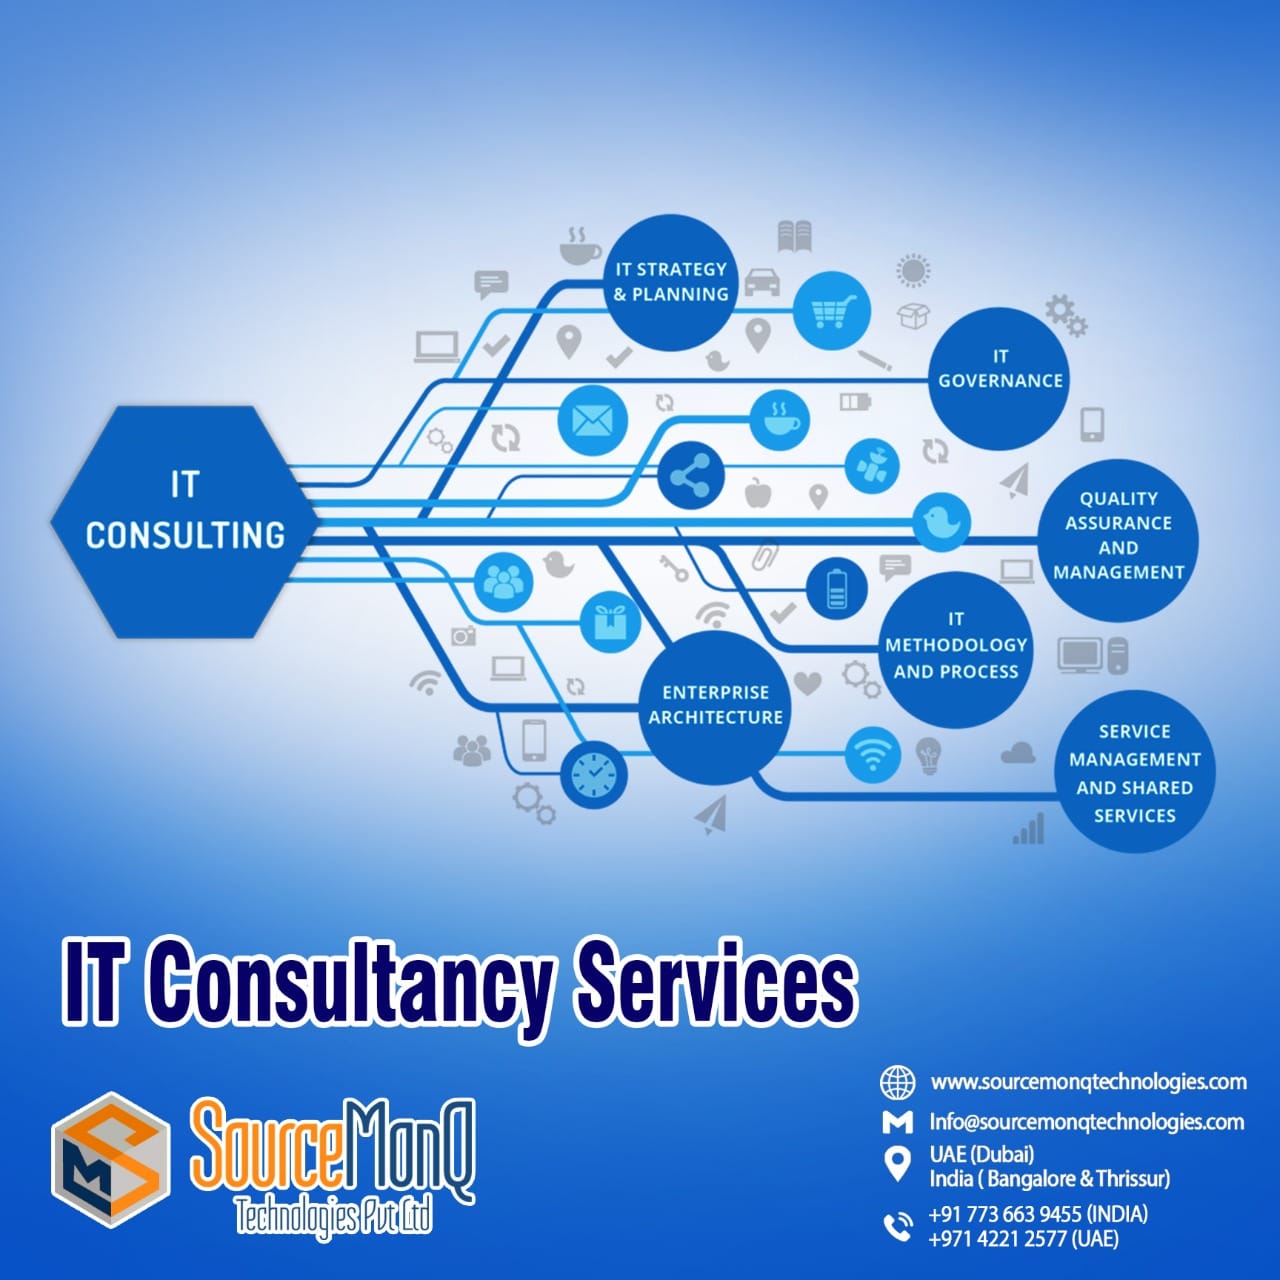 IT STRATEGY
& PLANNING
IT
GOVERNANCE
IT
CONSULTING
QUALITY
ASSURANCE
AND
MANAGEMENT
IT
METHODOLOGY
AND PROCESS
ENTERPRISE
ARCHITECTURE
SERVICE
MANAGEMENT
AND SHARED
SERVICES
IT Consultancy Services
MS
SourceMonQ
Technologies Pvt Ltd
www.sourcemonqtechnologies.com
Info@sourcemonqtechnologies.com
UAE (Dubai)
India ( Bangalore & Thrissur)
+91 773 663 9455 (INDIA)
+971 4221 2577 (UAE)